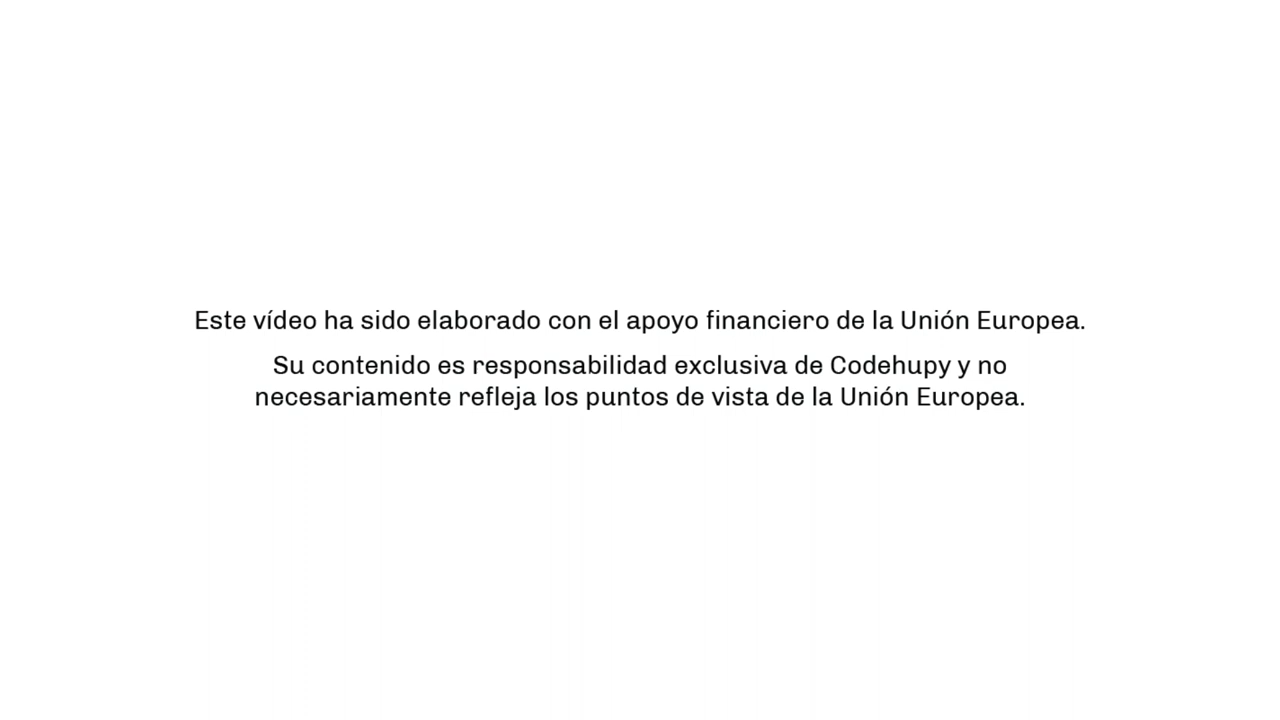 Este vídeo ha sido elaborado con el apoyo financiero de la Unión Europea.
Su contenido es responsabilidad exclusiva de Codehupy y no
necesariamente refleja los puntos de vista de la Unión Europea.